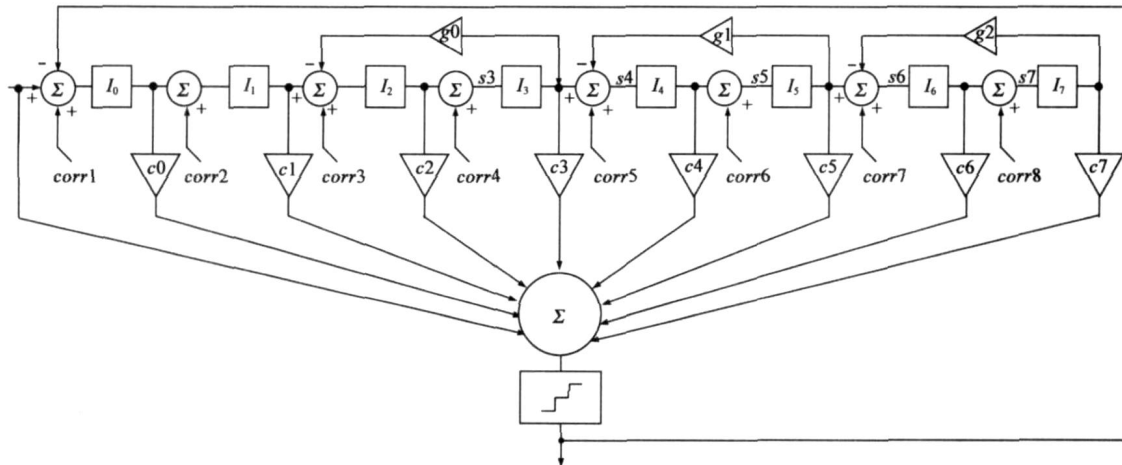 g0 g1 g2
− − − −
Σ I₀ Σ I₁ Σ I₂ Σ s3 I₃ Σ s4 I₄ Σ s5 I₅ Σ s6 I₆ Σ s7 I₇
+ + + + + + + + + + + +
corr1 c0 corr2 c1 corr3 c2 corr4 c3 corr5 c4 corr6 c5 corr7 c6 corr8 c7
Σ